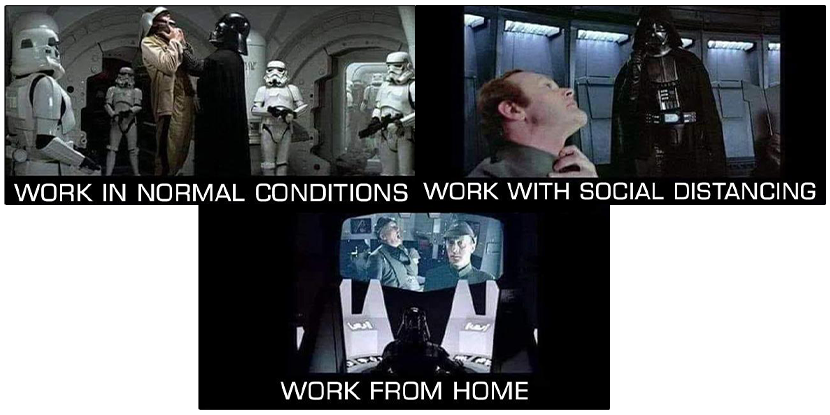 WORK IN NORMAL CONDITIONS
WORK WITH SOCIAL DISTANCING
WORK FROM HOME